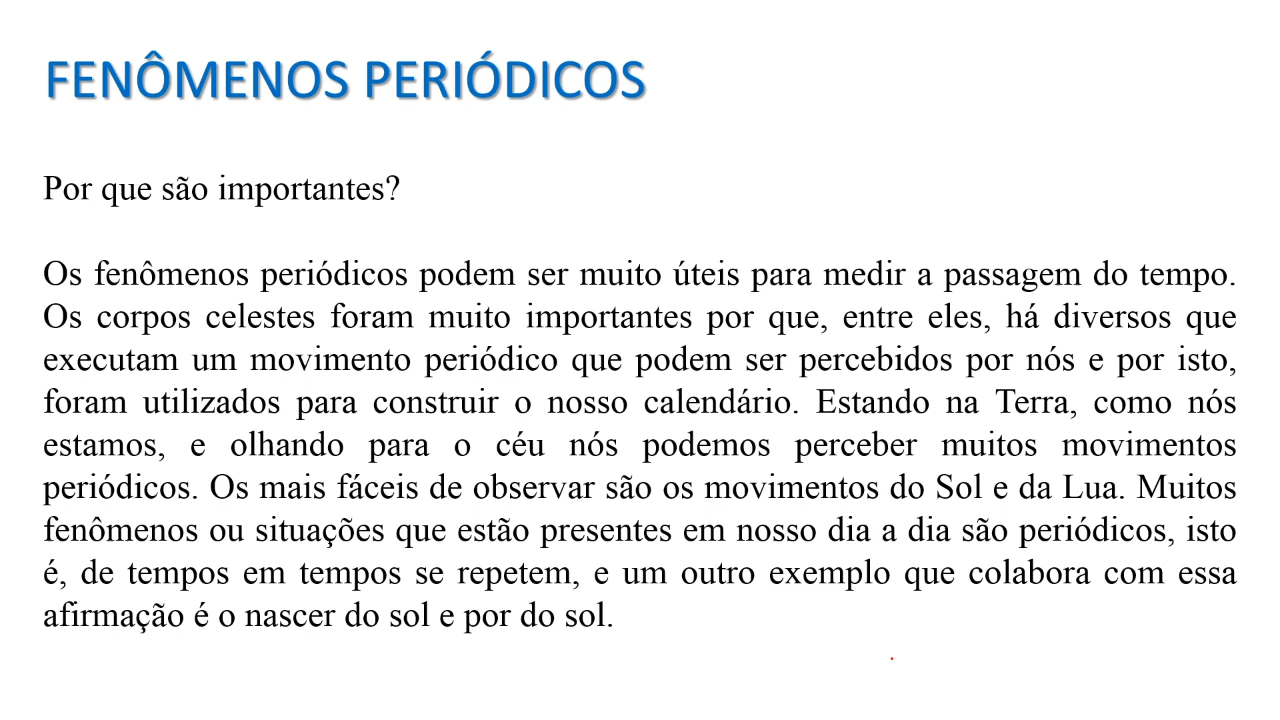 FENÔMENOS PERIÓDICOS
Por que são importantes?
Os fenômenos periódicos podem ser muito úteis para medir a passagem do tempo.
Os corpos celestes foram muito importantes por que, entre eles, há diversos que
executam um movimento periódico que podem ser percebidos por nós e por isto,
foram utilizados para construir o nosso calendário. Estando na Terra, como nós
estamos, e olhando para o céu nós podemos perceber muitos movimentos
periódicos. Os mais fáceis de observar são os movimentos do Sol e da Lua. Muitos
fenômenos ou situações que estão presentes em nosso dia a dia são periódicos, isto
é, de tempos em tempos se repetem, e um outro exemplo que colabora com essa
afirmação é o nascer do sol e por do sol.